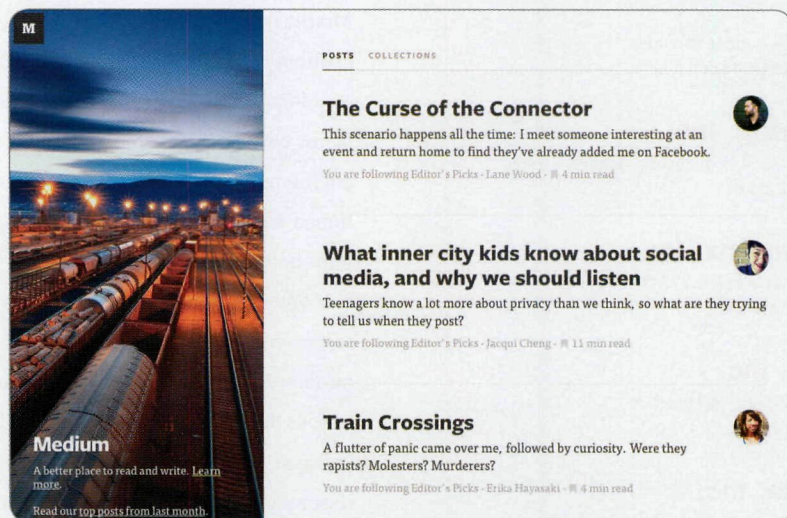 M
POSTS COLLECTIONS
The Curse of the Connector
This scenario happens all the time: I meet someone interesting at an
event and return home to find they've already added me on Facebook.
You are following Editor's Picks · Lane Wood · 4 min read
What inner city kids know about social
media, and why we should listen
Teenagers know a lot more about privacy than we think, so what are they trying
to tell us when they post?
You are following Editor's Picks · Jacqui Cheng · 11 min read
Train Crossings
A flutter of panic came over me, followed by curiosity. Were they
rapists? Molesters? Murderers?
You are following Editor's Picks · Erika Hayasaki · 4 min read
Medium
A better place to read and write. Learn
more.
Read our top posts from last month.